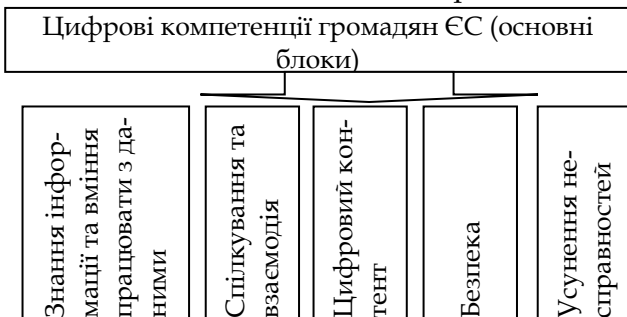 Цифрові компетенції громадян ЄС (основні
блоки)
Знання інфор-
мації та вміння
працювати з да-
ними
Спілкування та
взаємодія
Цифровий кон-
тент
Безпека
Усунення не-
справностей